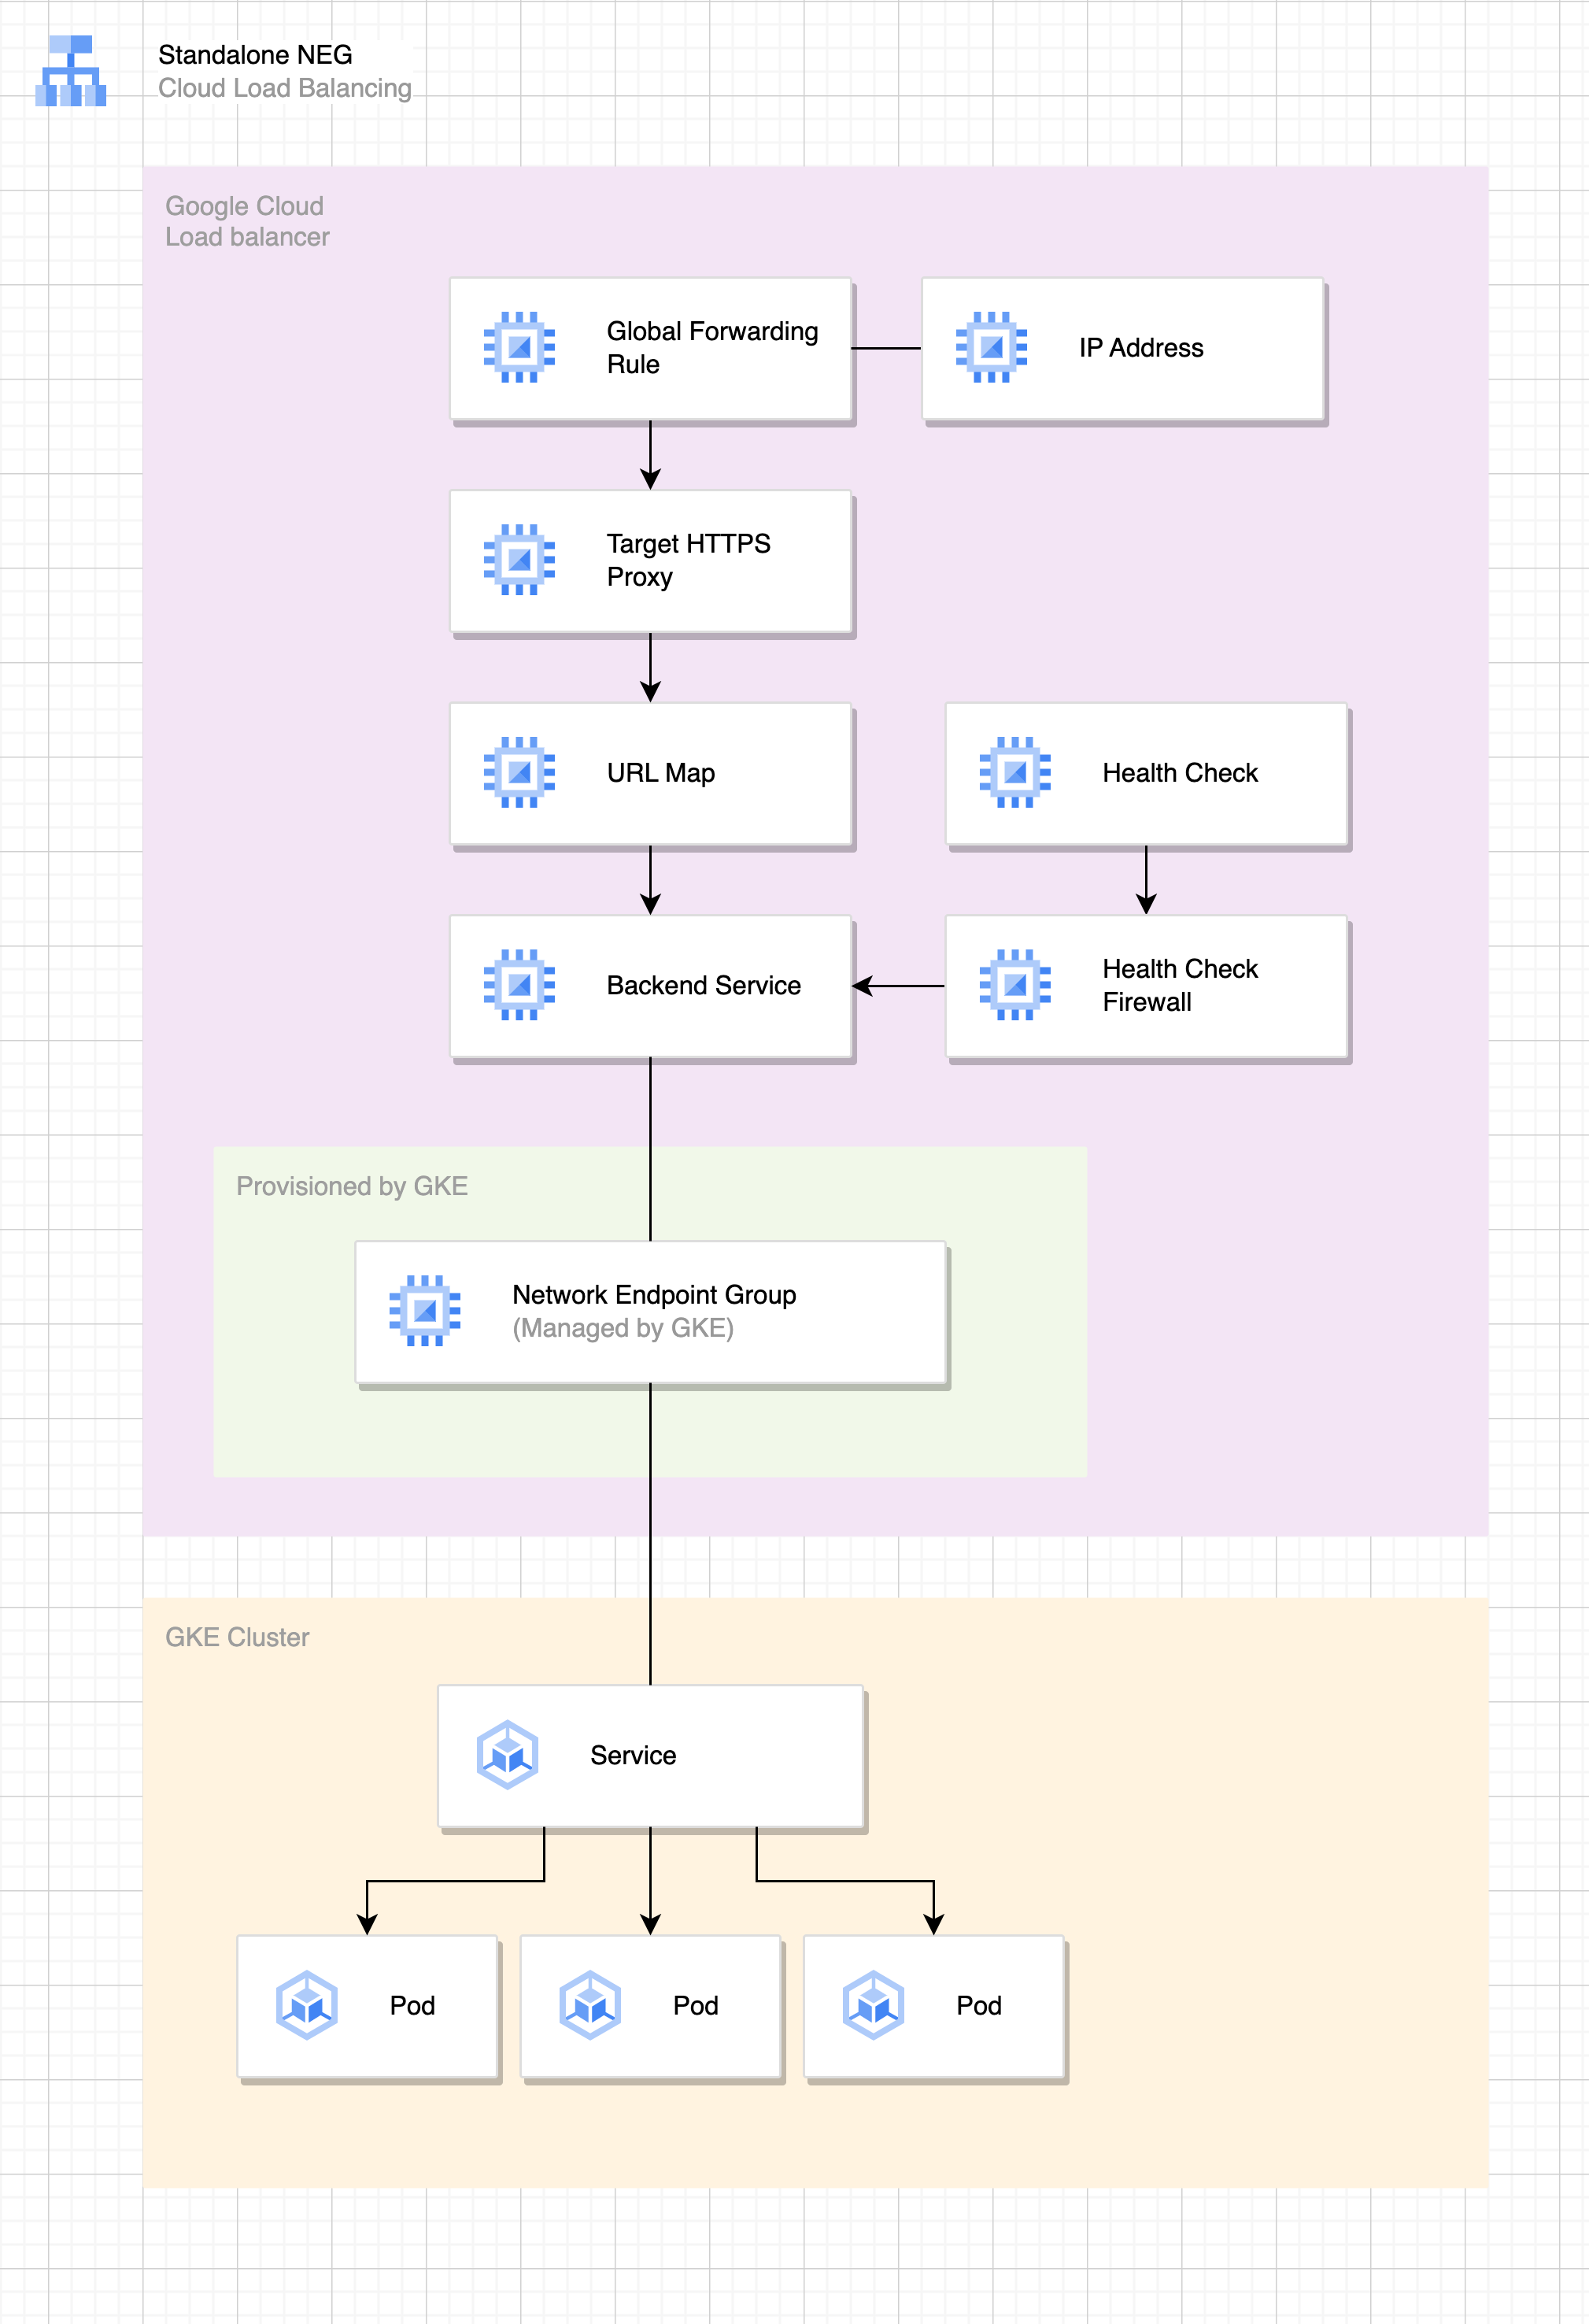 Standalone NEG
Cloud Load Balancing
Google Cloud
Load balancer
Global Forwarding
Rule
IP Address
Target HTTPS
Proxy
URL Map
Health Check
Backend Service
Health Check
Firewall
Provisioned by GKE
Network Endpoint Group
(Managed by GKE)
GKE Cluster
Service
Pod
Pod
Pod